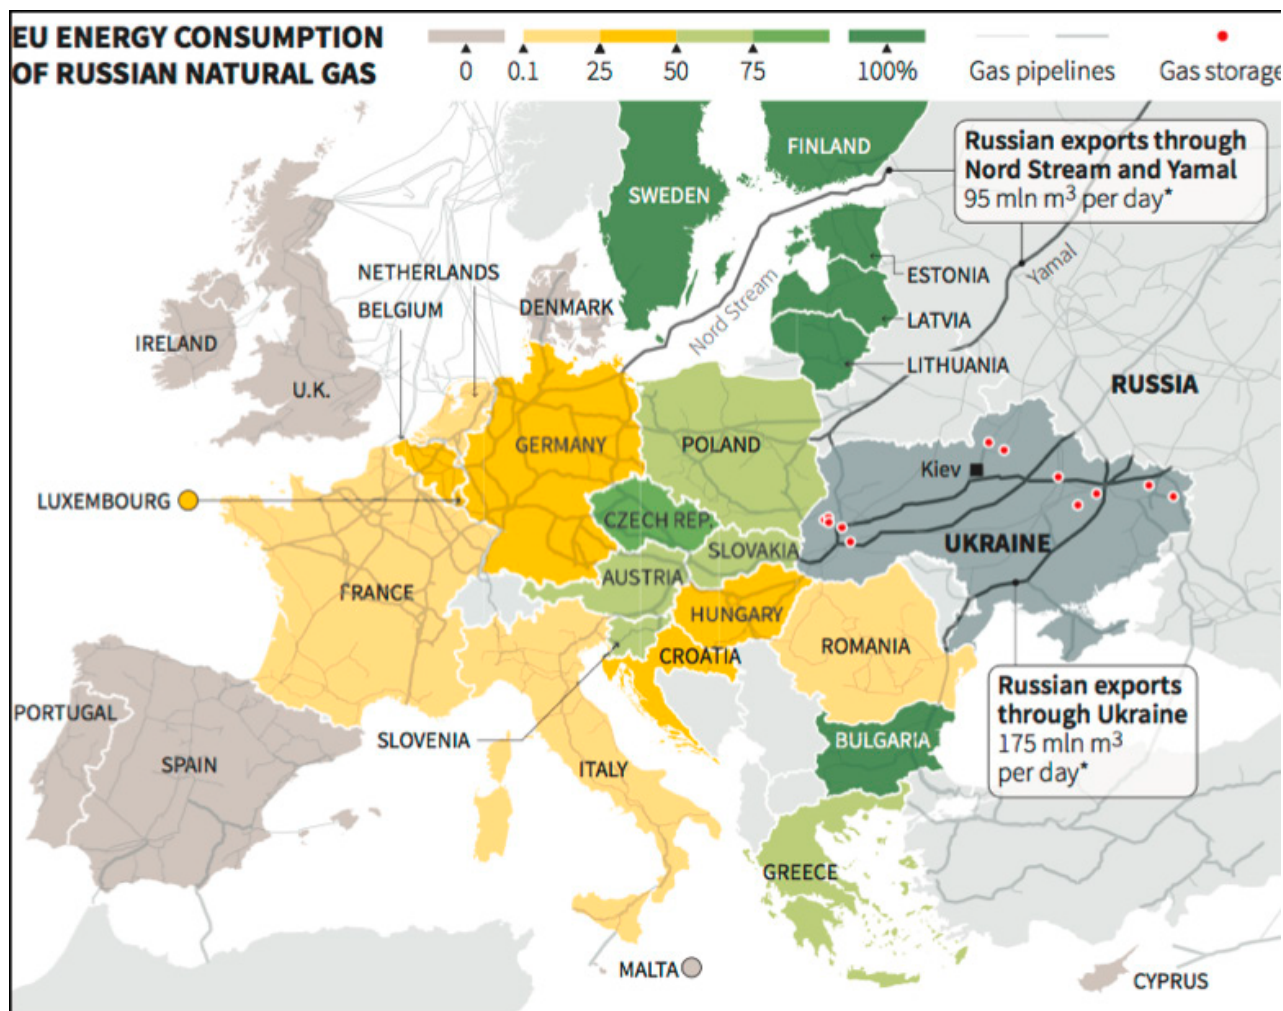 EU ENERGY CONSUMPTION
OF RUSSIAN NATURAL GAS
0 0.1 25 50 75 100%
Gas pipelines
Gas storage
FINLAND
SWEDEN
Russian exports through
Nord Stream and Yamal
95 mln m³ per day*
NETHERLANDS
BELGIUM
DENMARK
Nord Stream
Yamal
ESTONIA
LATVIA
LITHUANIA
IRELAND
U.K.
RUSSIA
GERMANY
POLAND
Kiev
LUXEMBOURG
CZECH REP.
SLOVAKIA
UKRAINE
AUSTRIA
FRANCE
HUNGARY
ROMANIA
CROATIA
Russian exports
through Ukraine
175 mln m³
per day*
PORTUGAL
SPAIN
SLOVENIA
ITALY
BULGARIA
GREECE
MALTA
CYPRUS